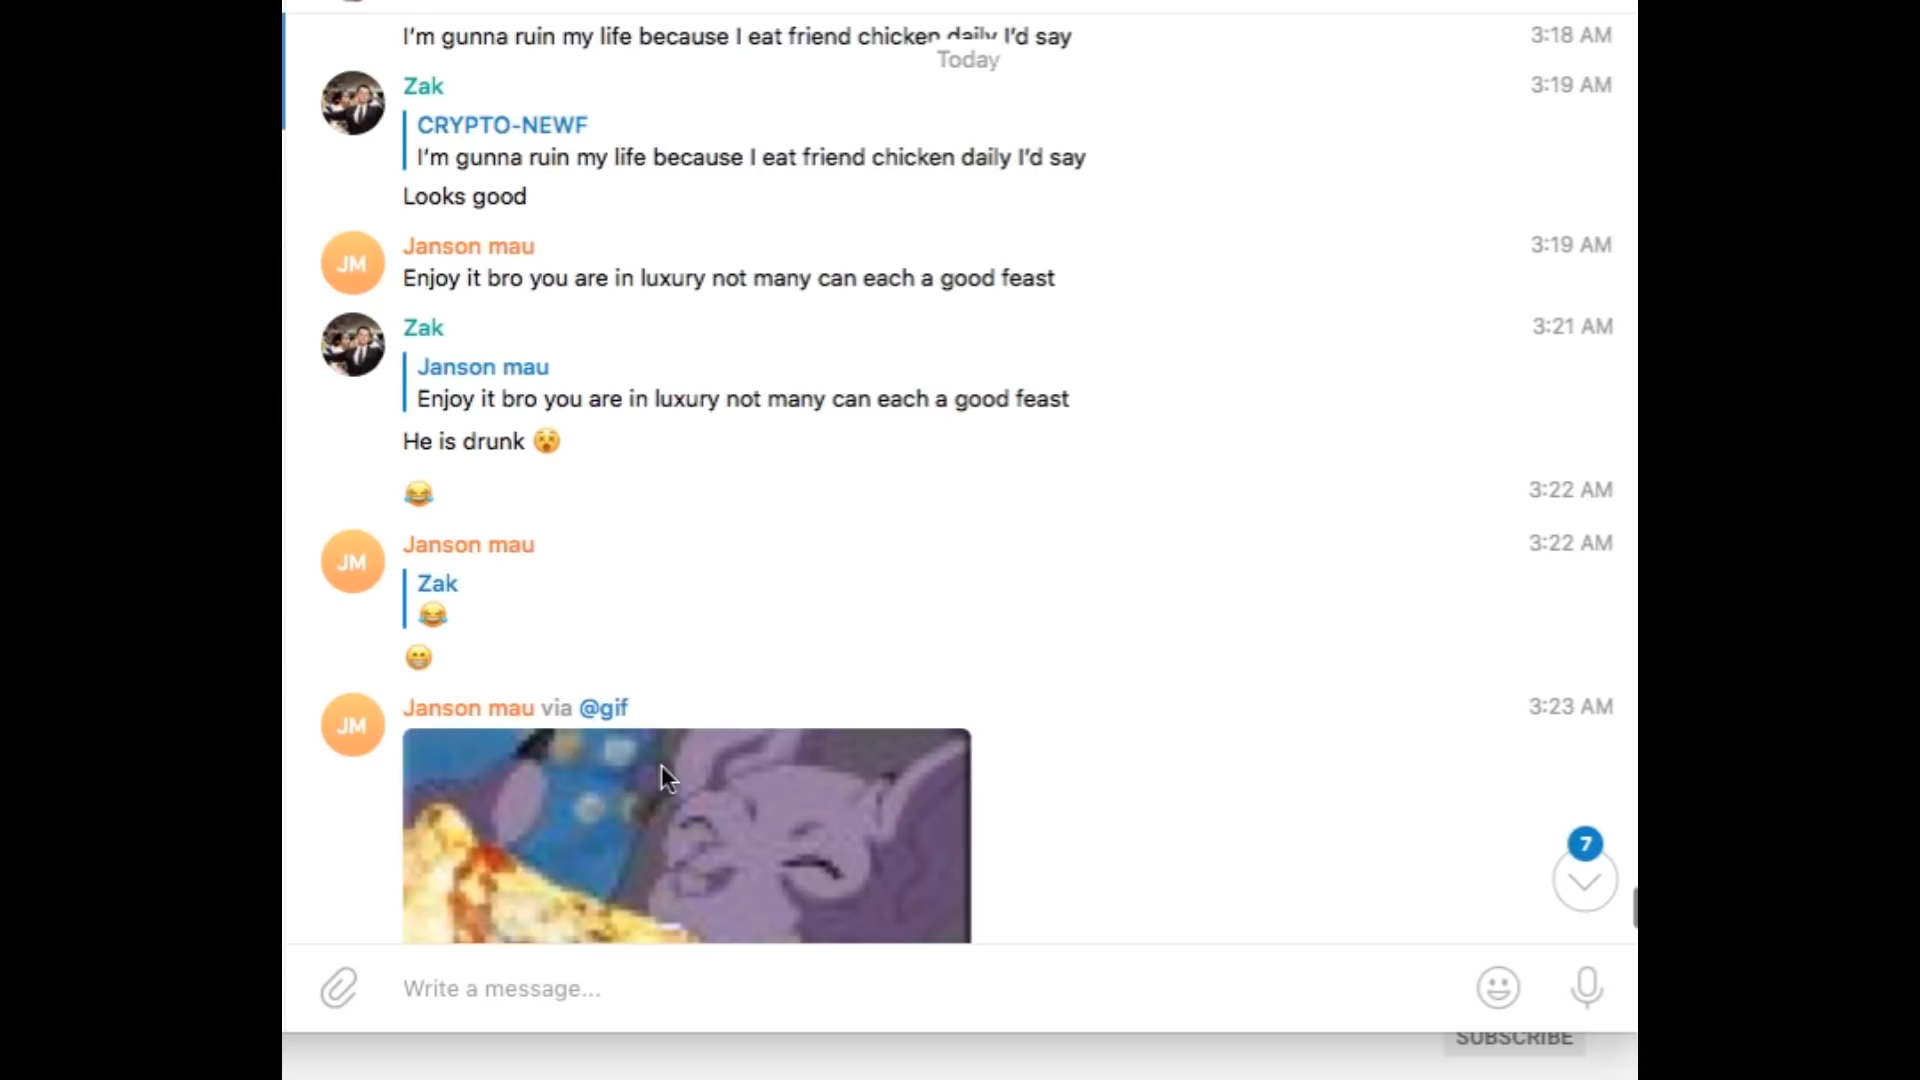 I'm gunna ruin my life because I eat friend chicken daily I'd say
3:18 AM
Today
Zak
3:19 AM
CRYPTO-NEWF
I'm gunna ruin my life because I eat friend chicken daily I'd say
Looks good
JM
Janson mau
3:19 AM
Enjoy it bro you are in luxury not many can each a good feast
Zak
3:21 AM
Janson mau
Enjoy it bro you are in luxury not many can each a good feast
He is drunk 😵
😂
3:22 AM
JM
Janson mau
3:22 AM
Zak
😂
😁
JM
Janson mau via @gif
3:23 AM
7
Write a message...
SUBSCRIBE